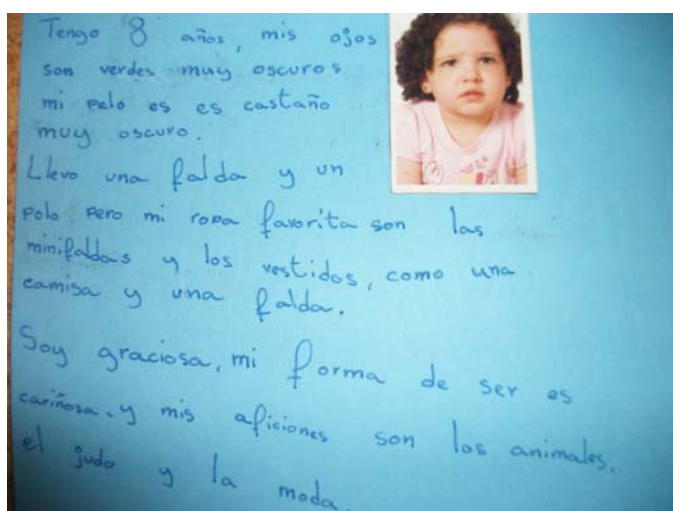 Tengo 8 años, mis ojos
son verdes muy oscuros
mi pelo es es castaño
muy oscuro.
Llevo una falda y un
polo pero mi ropa favorita son las
minifaldas y los vestidos, como una
camisa y una falda.
Soy graciosa, mi forma de ser es
cariñosa. y mis aficiones son los animales,
el judo y la moda.